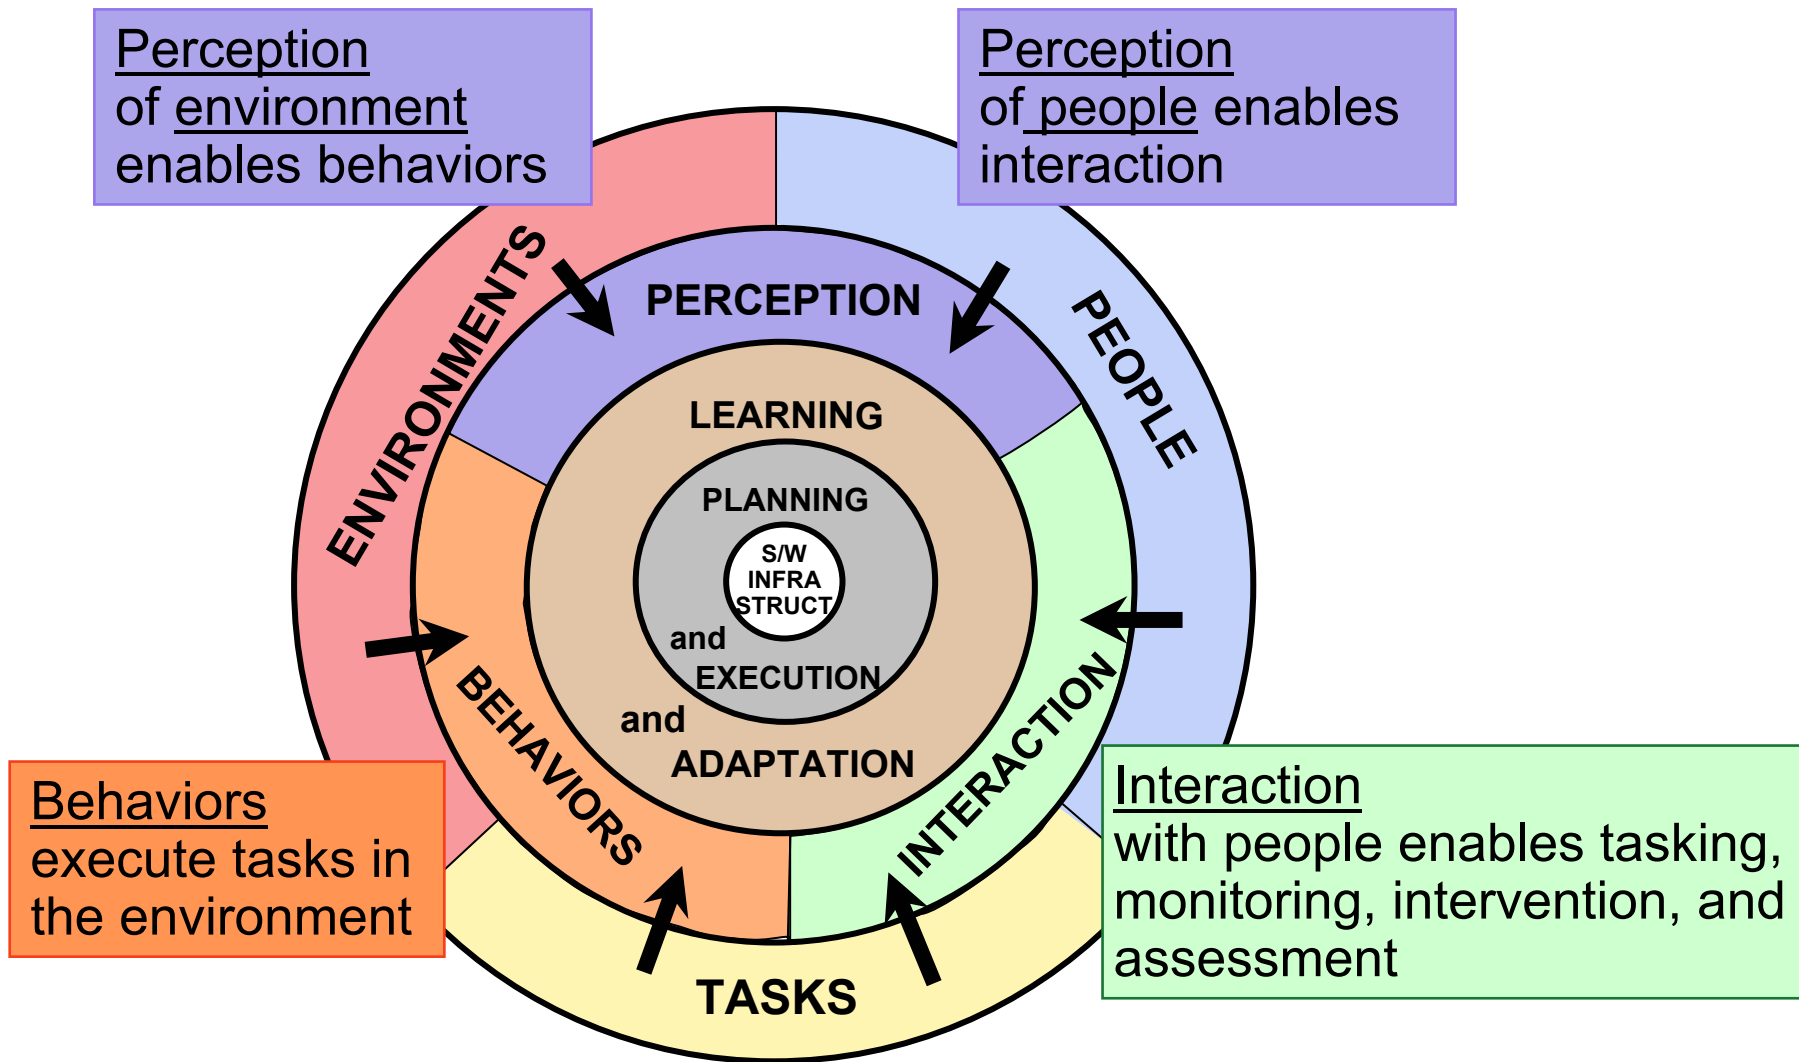 Perception
of environment
enables behaviors
Perception
of people enables
interaction
ENVIRONMENTS
PEOPLE
PERCEPTION
LEARNING
PLANNING
S/W
INFRA
STRUCT
and
EXECUTION
and
ADAPTATION
BEHAVIORS
INTERACTION
TASKS
Behaviors
execute tasks in
the environment
Interaction
with people enables tasking,
monitoring, intervention, and
assessment